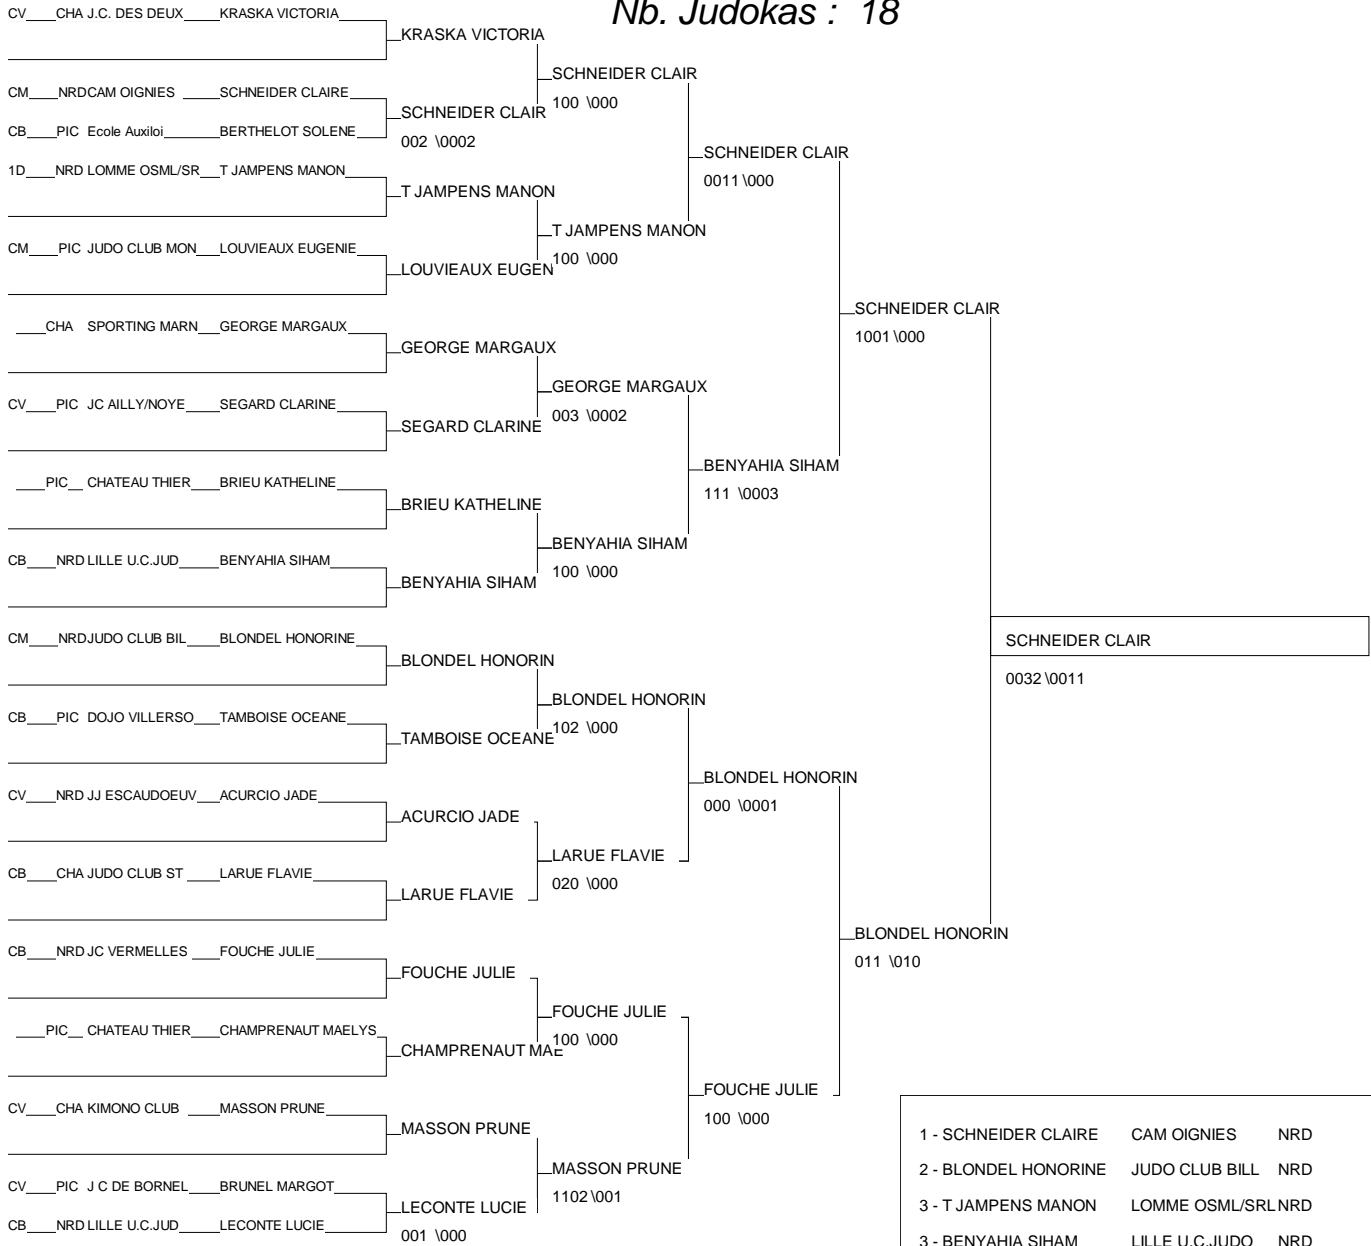 Nb. Judokas : 18
CV CHA J.C. DES DEUX KRASKA VICTORIA
KRASKA VICTORIA
SCHNEIDER CLAIR
100 \000
CM NRD CAM OIGNIES SCHNEIDER CLAIRE
SCHNEIDER CLAIR
002 \0002
CB PIC Ecole Auxiloi BERTHELOT SOLENE
SCHNEIDER CLAIR
0011 \000
1D NRD LOMME OSML/SR T JAMPENS MANON
T JAMPENS MANON
T JAMPENS MANON
100 \000
CM PIC JUDO CLUB MON LOUVIEAUX EUGENIE
LOUVIEAUX EUGEN
SCHNEIDER CLAIR
1001 \000
CHA SPORTING MARN GEORGE MARGAUX
GEORGE MARGAUX
GEORGE MARGAUX
003 \0002
CV PIC JC AILLY/NOYE SEGARD CLARINE
SEGARD CLARINE
BENYAHIA SIHAM
111 \0003
PIC CHATEAU THIER BRIEU KATHELINE
BRIEU KATHELINE
BENYAHIA SIHAM
100 \000
CB NRD LILLE U.C.JUD BENYAHIA SIHAM
BENYAHIA SIHAM
SCHNEIDER CLAIR
0032 \0011
CM NRD JUDO CLUB BIL BLONDEL HONORINE
BLONDEL HONORIN
BLONDEL HONORIN
102 \000
CB PIC DOJO VILLERSO TAMBOISE OCEANE
TAMBOISE OCEANE
BLONDEL HONORIN
000 \0001
CV NRD JJ ESCAUDOEUV ACURCIO JADE
ACURCIO JADE
LARUE FLAVIE
020 \000
CB CHA JUDO CLUB ST LARUE FLAVIE
LARUE FLAVIE
BLONDEL HONORIN
011 \010
CB NRD JC VERMELLES FOUCHE JULIE
FOUCHE JULIE
FOUCHE JULIE
100 \000
PIC CHATEAU THIER CHAMPRENAUT MAELYS
CHAMPRENAUT MAE
FOUCHE JULIE
100 \000
CV CHA KIMONO CLUB MASSON PRUNE
MASSON PRUNE
MASSON PRUNE
1102 \001
CV PIC J C DE BORNEL BRUNEL MARGOT
LECONTE LUCIE
001 \000
CB NRD LILLE U.C.JUD LECONTE LUCIE
1 - SCHNEIDER CLAIRE CAM OIGNIES NRD
2 - BLONDEL HONORINE JUDO CLUB BILL NRD
3 - T JAMPENS MANON LOMME OSML/SRL NRD
3 - BENYAHIA SIHAM LILLE U.C.JUDO NRD